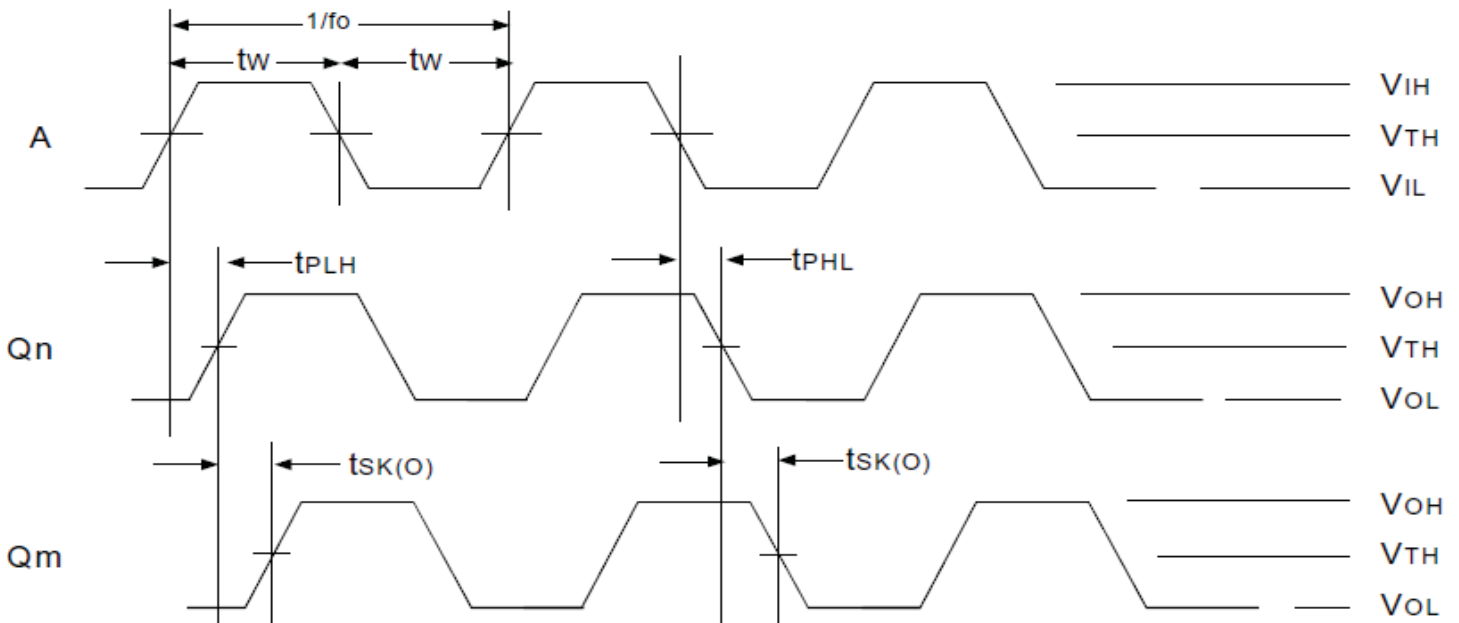 1/fo
tw tw
VIH
A VTH
VIL
tPLH tPHL
VOH
Qn VTH
VOL
tSK(O) tSK(O)
VOH
Qm VTH
VOL